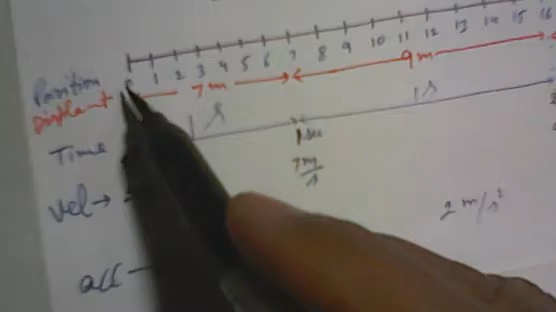 0 1 2 3 4 5 6 7 8 9 10 11 12 13 14 15 16
Position
7 m 9 m
1 s 1 s
Time 1 sec
7 m/s
vel →
2 m/s²
acc